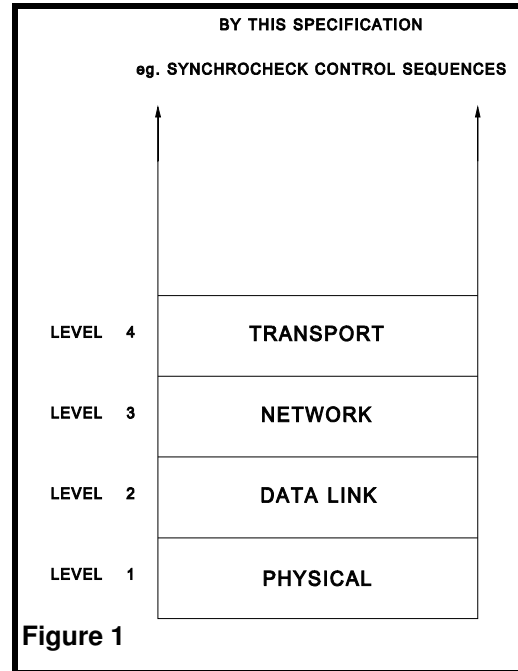 BY THIS SPECIFICATION
eg. SYNCHROCHECK CONTROL SEQUENCES
LEVEL 4 TRANSPORT
LEVEL 3 NETWORK
LEVEL 2 DATA LINK
LEVEL 1 PHYSICAL
Figure 1